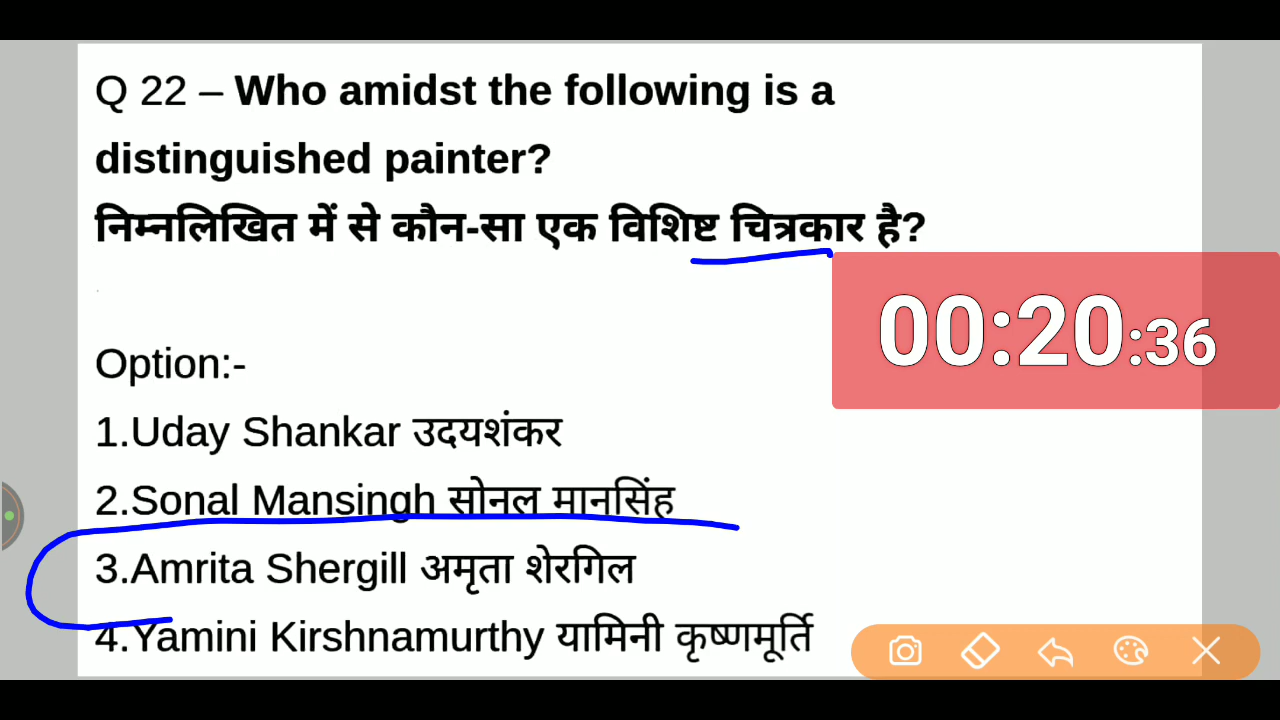 Q 22 – Who amidst the following is a
distinguished painter?
निम्नलिखित में से कौन-सा एक विशिष्ट चित्रकार है?
00:20:36
Option:-
1.Uday Shankar उदयशंकर
2.Sonal Mansingh सोनल मानसिंह
3.Amrita Shergill अमृता शेरगिल
4.Yamini Kirshnamurthy यामिनी कृष्णमूर्ति